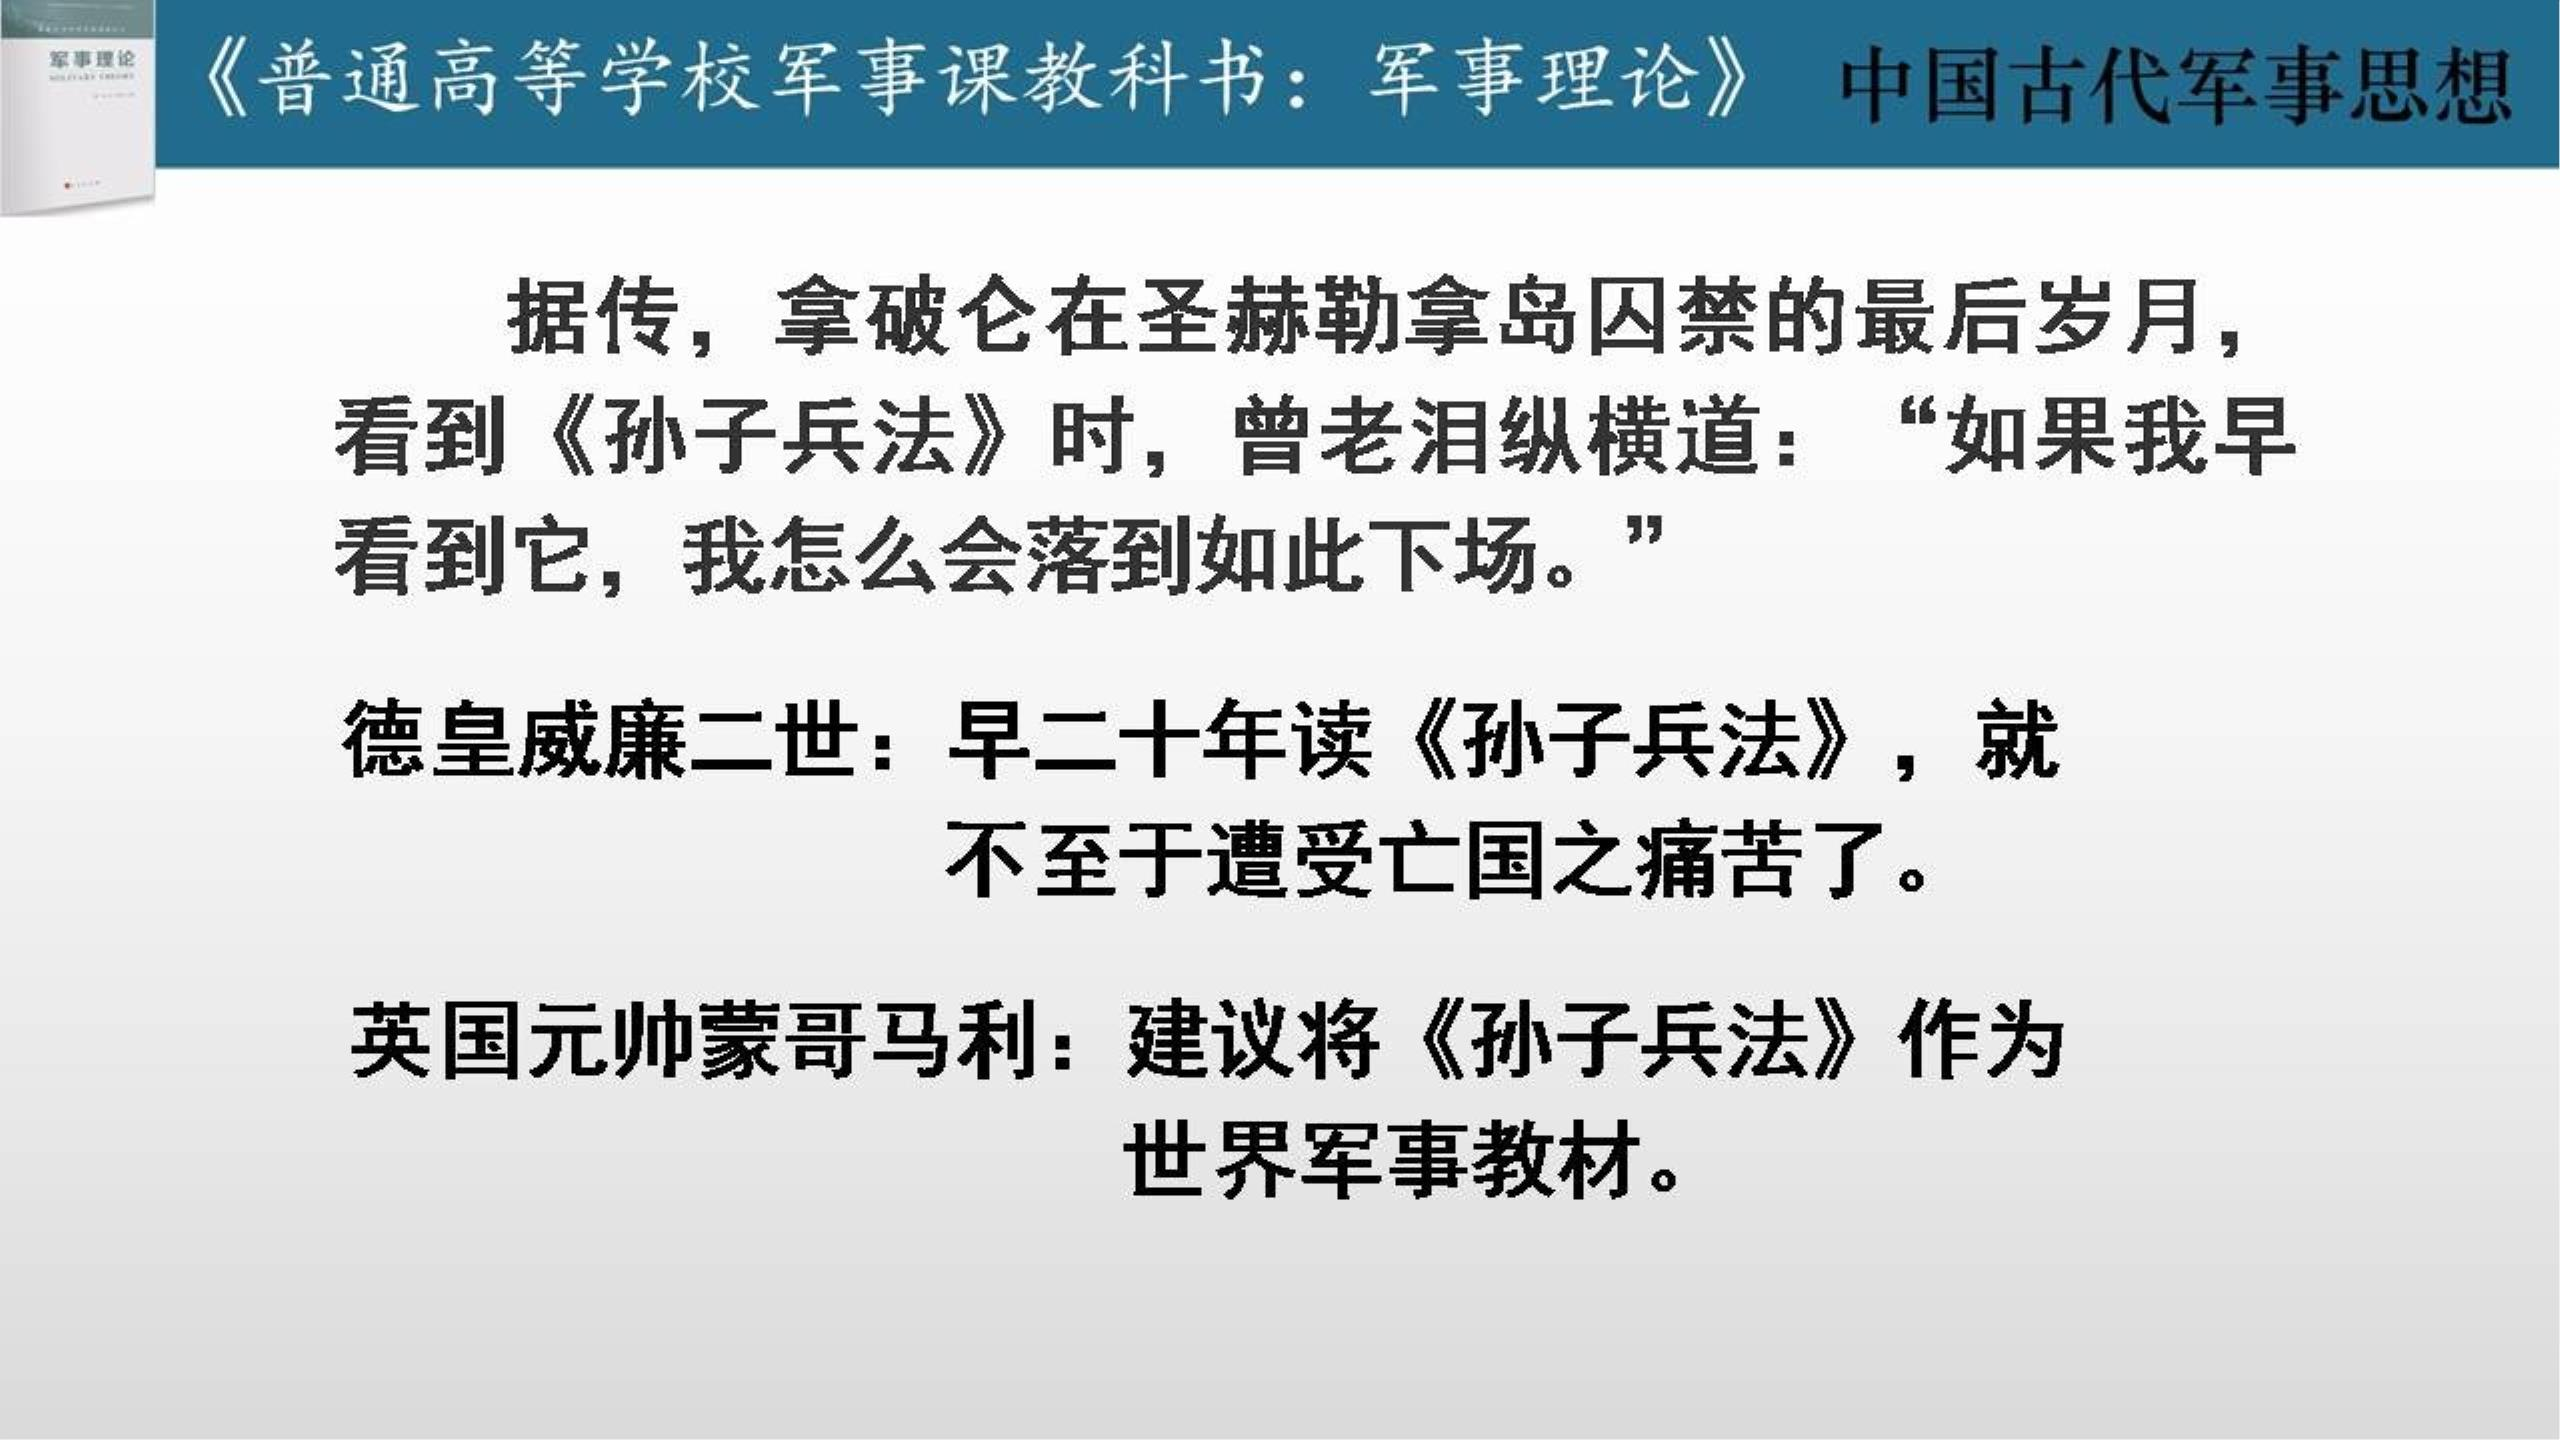 军事理论
MILITARY THEORY
《普通高等学校军事课教科书：军事理论》
中国古代军事思想
据传，拿破仑在圣赫勒拿岛囚禁的最后岁月，
看到《孙子兵法》时，曾老泪纵横道：“如果我早
看到它，我怎么会落到如此下场。”
德皇威廉二世：早二十年读《孙子兵法》，就
不至于遭受亡国之痛苦了。
英国元帅蒙哥马利：建议将《孙子兵法》作为
世界军事教材。